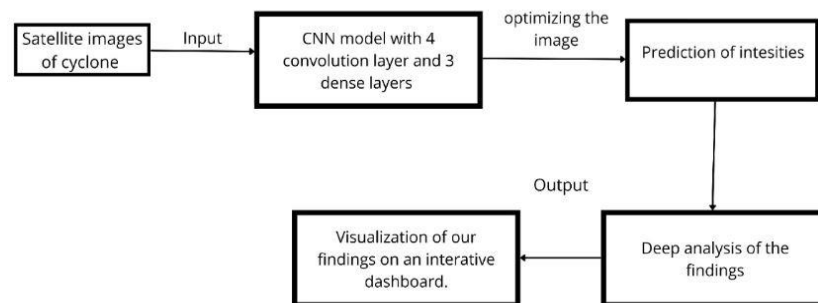 Satellite images
of cyclone
Input
CNN model with 4
convolution layer and 3
dense layers
optimizing the
image
Prediction of intesities
Output
Deep analysis of the
findings
Visualization of our
findings on an interative
dashboard.